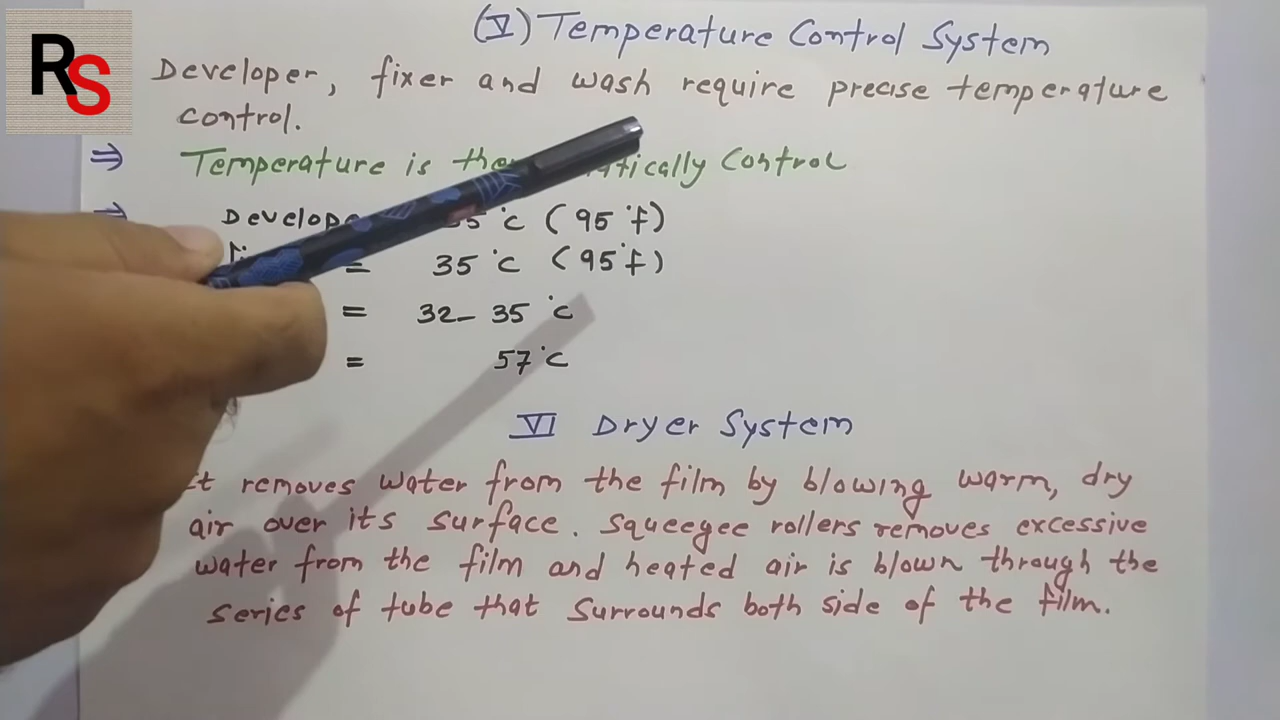 RS
(V) Temperature Control System
Developer, fixer and wash require precise temperature
control.
⇒ Temperature is Control
⇒ 35°C (95°f)
= 35°C (95°f)
= 32- 35°C
= 57°C
VI Dryer System
It removes water from the film by blowing warm, dry
air over its surface. Squeegee rollers removes excessive
water from the film and heated air is blown through the
series of tube that surrounds both side of the film.